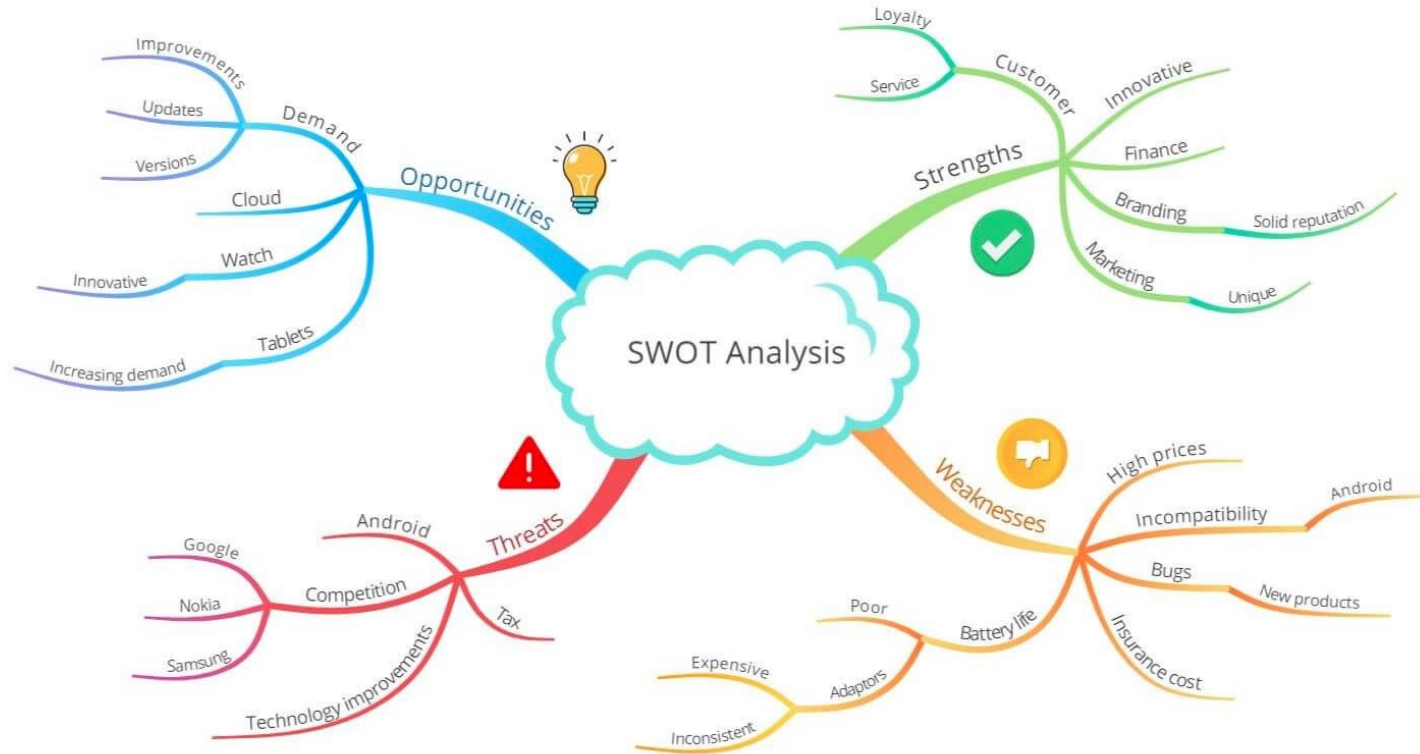 SWOT Analysis
Opportunities
Demand
Improvements
Updates
Versions
Cloud
Watch
Innovative
Tablets
Increasing demand
Strengths
Customer
Loyalty
Service
Innovative
Finance
Branding
Solid reputation
Marketing
Unique
Threats
Android
Competition
Google
Nokia
Samsung
Technology improvements
Tax
Weaknesses
High prices
Incompatibility
Android
Bugs
New products
Battery life
Poor
Adaptors
Expensive
Inconsistent
Insurance cost